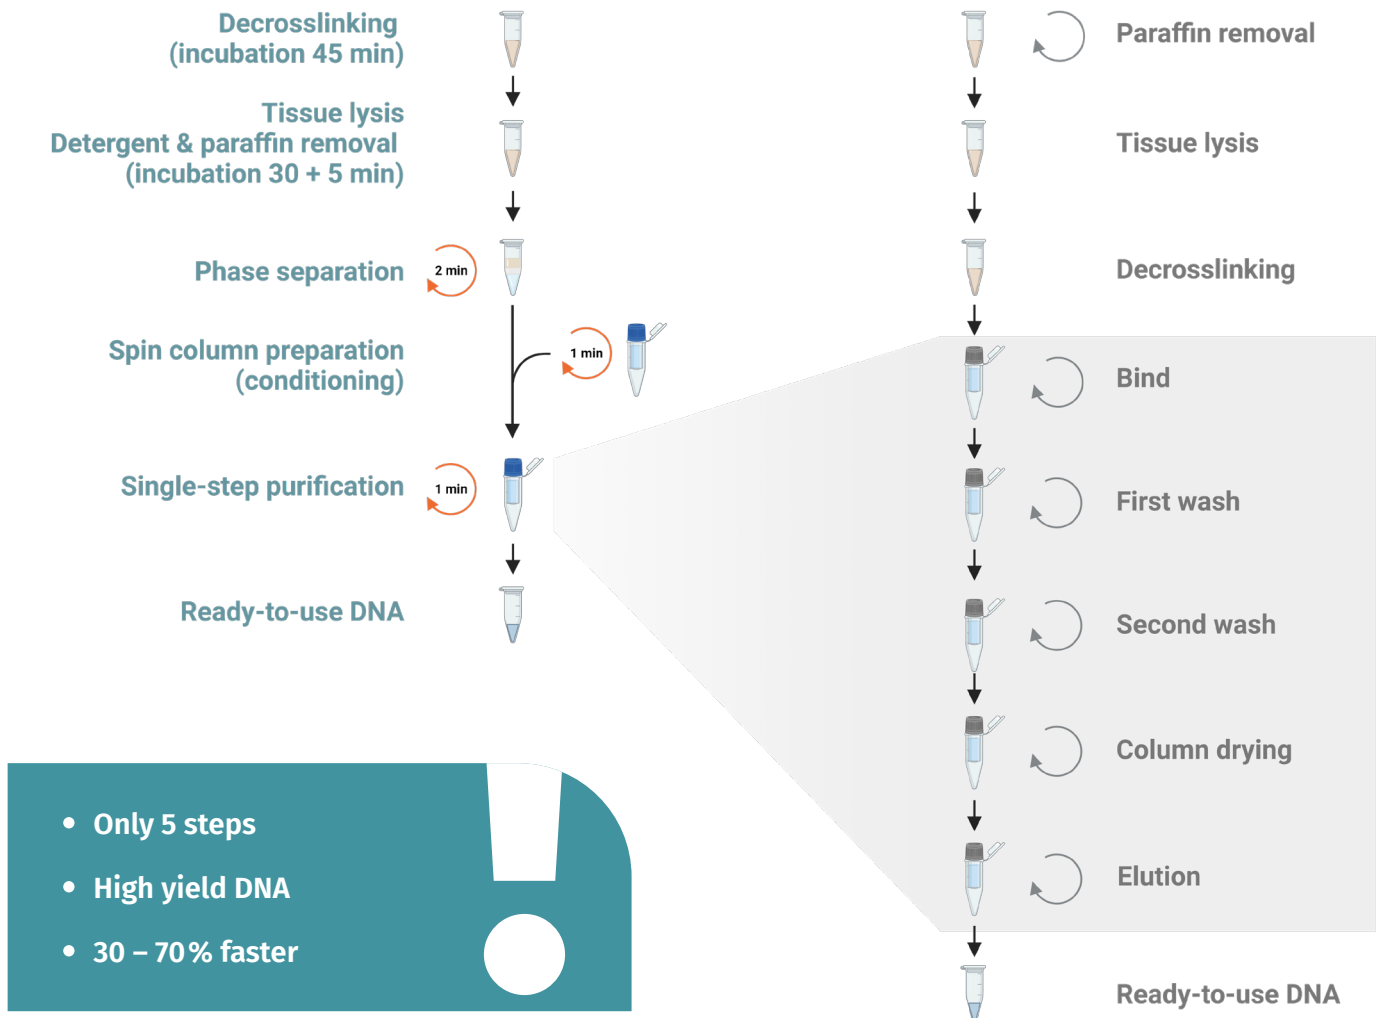 Decrosslinking
(incubation 45 min)
Tissue lysis
Detergent & paraffin removal
(incubation 30 + 5 min)
Phase separation
2 min
Spin column preparation
(conditioning)
1 min
Single-step purification
1 min
Ready-to-use DNA
• Only 5 steps
• High yield DNA
• 30 – 70 % faster
Paraffin removal
Tissue lysis
Decrosslinking
Bind
First wash
Second wash
Column drying
Elution
Ready-to-use DNA